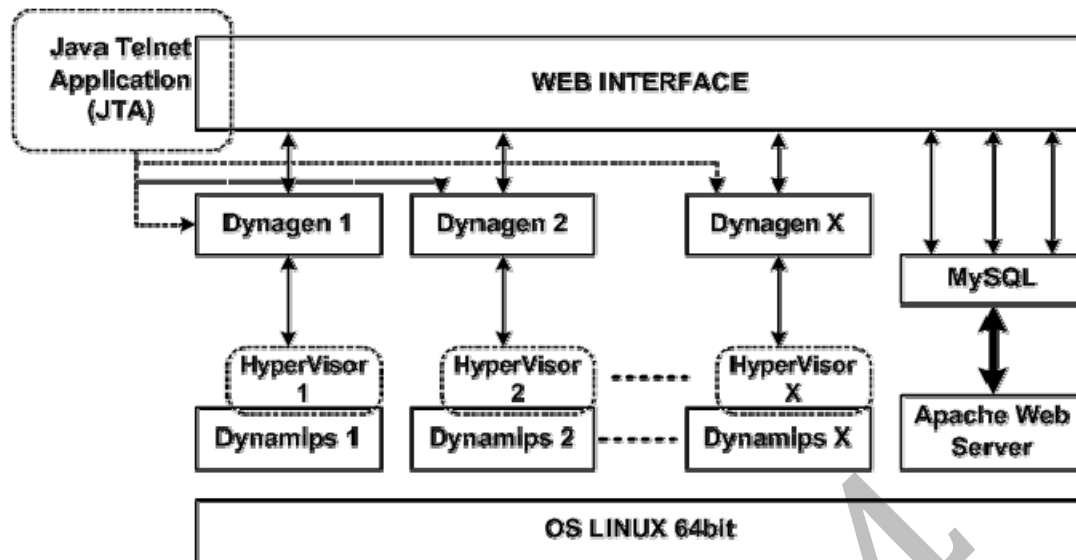 Java Telnet
Application
(JTA)
WEB INTERFACE
Dynagen 1
Dynagen 2
Dynagen X
MySQL
HyperVisor
1
HyperVisor
2
HyperVisor
X
Dynamips 1
Dynamips 2
Dynamips X
Apache Web
Server
OS LINUX 64bit